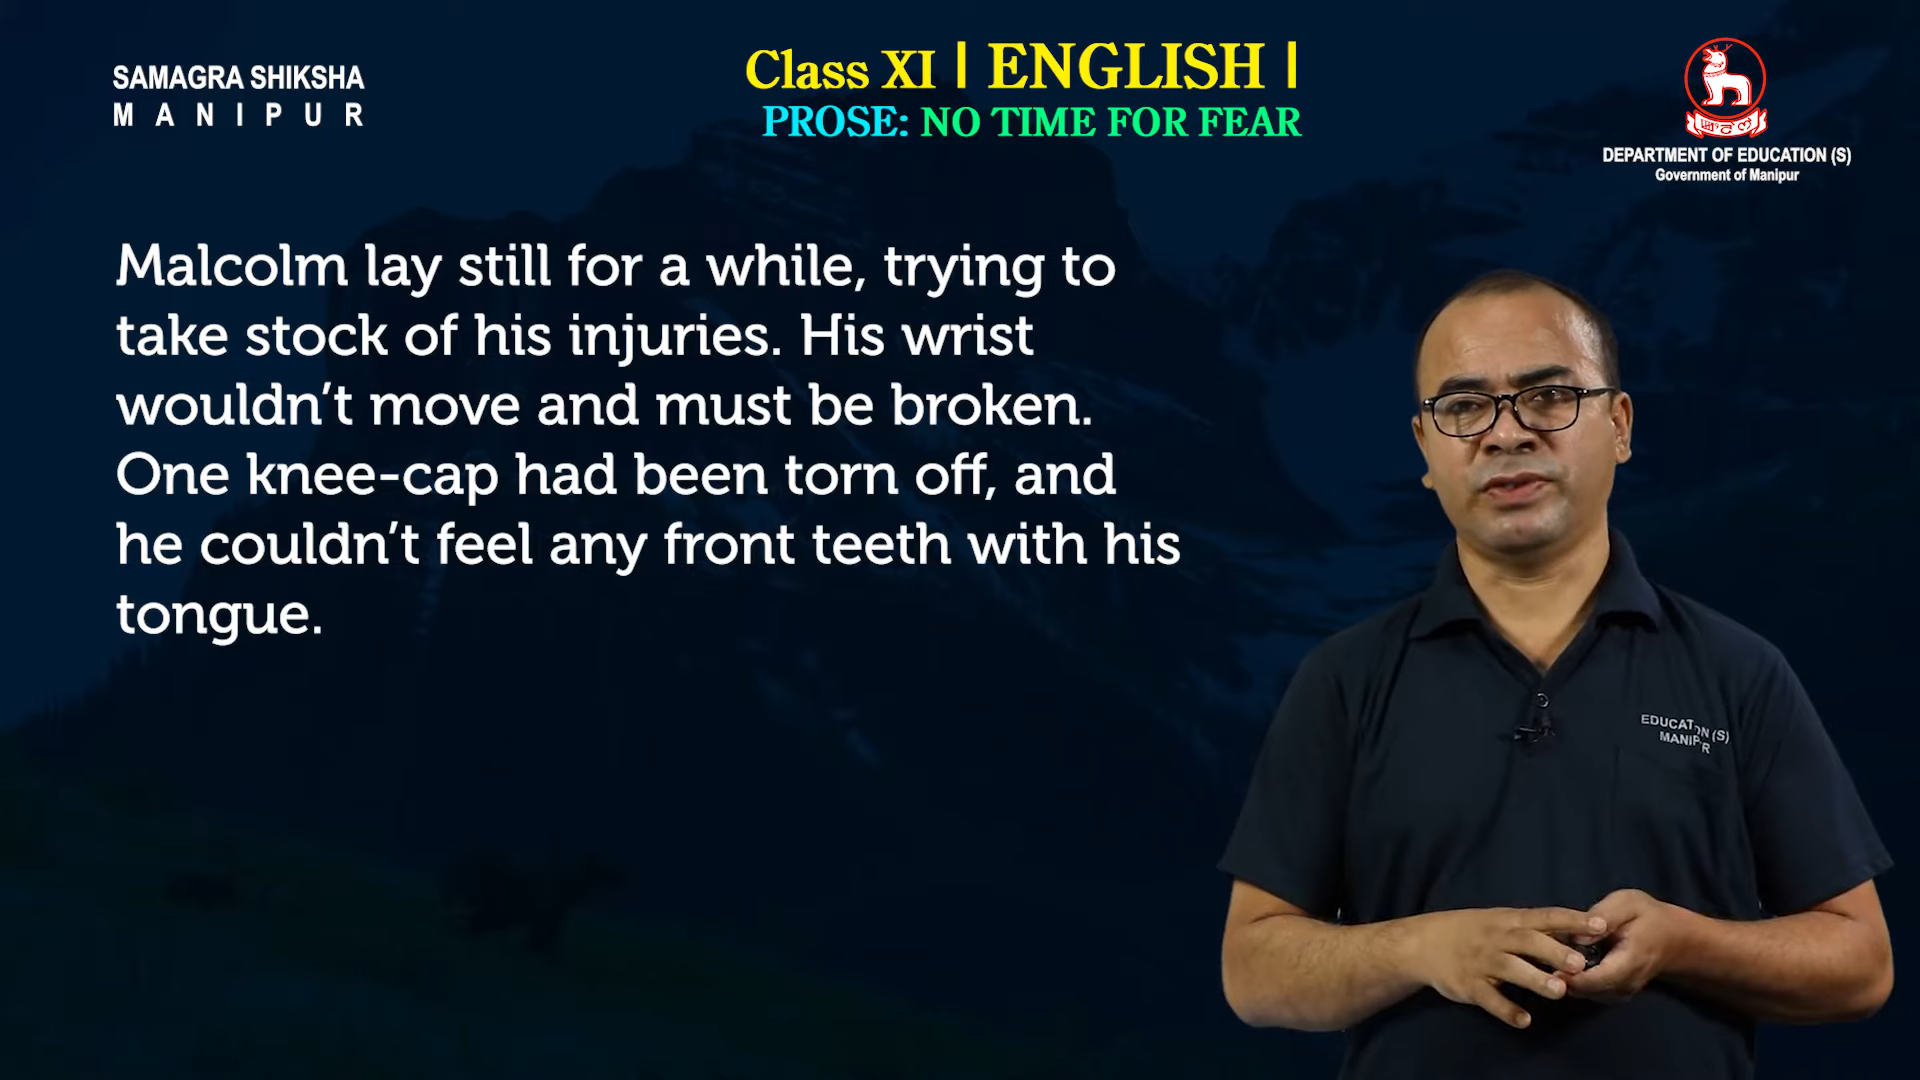 SAMAGRA SHIKSHA
MANIPUR
Class XI | ENGLISH |
PROSE: NO TIME FOR FEAR
DEPARTMENT OF EDUCATION (S)
Government of Manipur
Malcolm lay still for a while, trying to
take stock of his injuries. His wrist
wouldn’t move and must be broken.
One knee-cap had been torn off, and
he couldn’t feel any front teeth with his
tongue.
EDUCATION (S)
MANIPUR